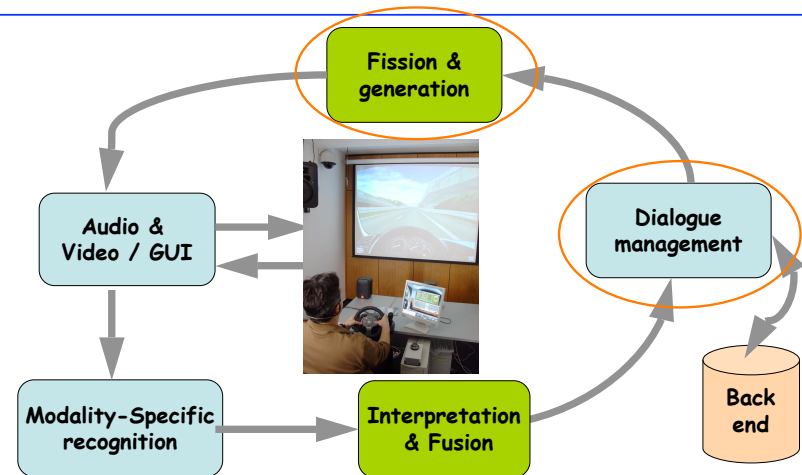 Fission &
generation
Audio &
Video / GUI
Dialogue
management
Modality-Specific
recognition
Interpretation
& Fusion
Back
end